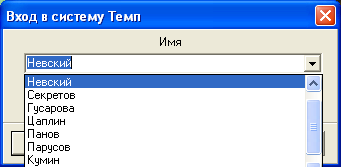 Вход в систему Темп
Имя
Невский
Невский
Секретов
Гусарова
Цаплин
Панов
Парусов
Кумин